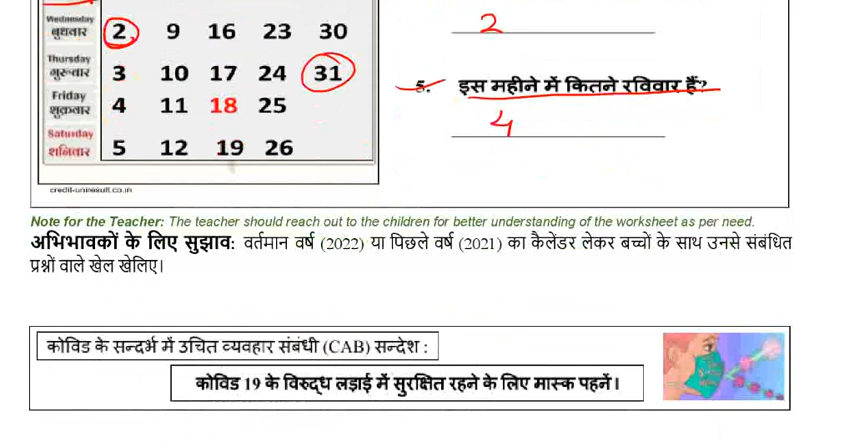 Wednesday
बुधवार 2 9 16 23 30
2
Thursday
गुरुवार 3 10 17 24 31
5. इस महीने में कितने रविवार हैं?
Friday
शुक्रवार 4 11 18 25
4
Saturday
शनिवार 5 12 19 26
credit-uniresult.co.in
Note for the Teacher: The teacher should reach out to the children for better understanding of the worksheet as per need.
अभिभावकों के लिए सुझाव: वर्तमान वर्ष (2022) या पिछले वर्ष (2021) का कैलेंडर लेकर बच्चों के साथ उनसे संबंधित
प्रश्नों वाले खेल खेलिए।
कोविड के सन्दर्भ में उचित व्यवहार संबंधी (CAB) सन्देश :
कोविड 19 के विरुद्ध लड़ाई में सुरक्षित रहने के लिए मास्क पहनें।